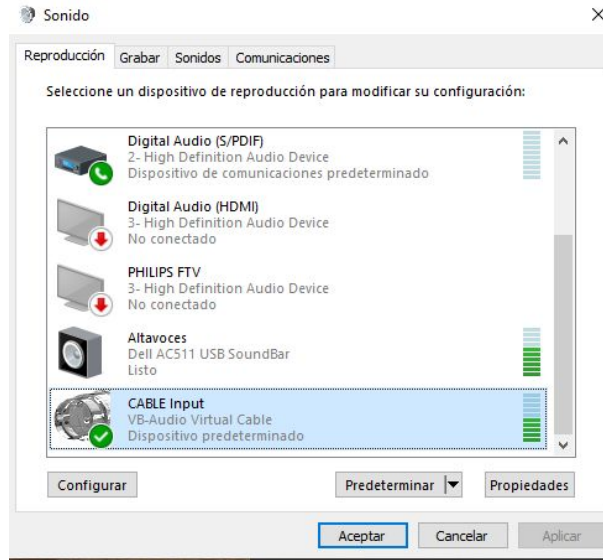 Sonido
Reproducción Grabar Sonidos Comunicaciones
Seleccione un dispositivo de reproducción para modificar su configuración:
Digital Audio (S/PDIF)
2- High Definition Audio Device
Dispositivo de comunicaciones predeterminado
Digital Audio (HDMI)
3- High Definition Audio Device
No conectado
PHILIPS FTV
3- High Definition Audio Device
No conectado
Altavoces
Dell AC511 USB SoundBar
Listo
CABLE Input
VB-Audio Virtual Cable
Dispositivo predeterminado
Configurar Predeterminar Propiedades
Aceptar Cancelar Aplicar